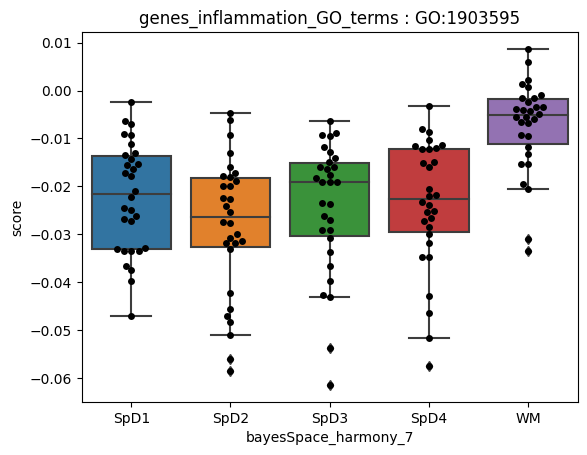 genes_inflammation_GO_terms : GO:1903595
0.01
0.00
−0.01
−0.02
−0.03
−0.04
−0.05
−0.06
score
SpD1 SpD2 SpD3 SpD4 WM
bayesSpace_harmony_7